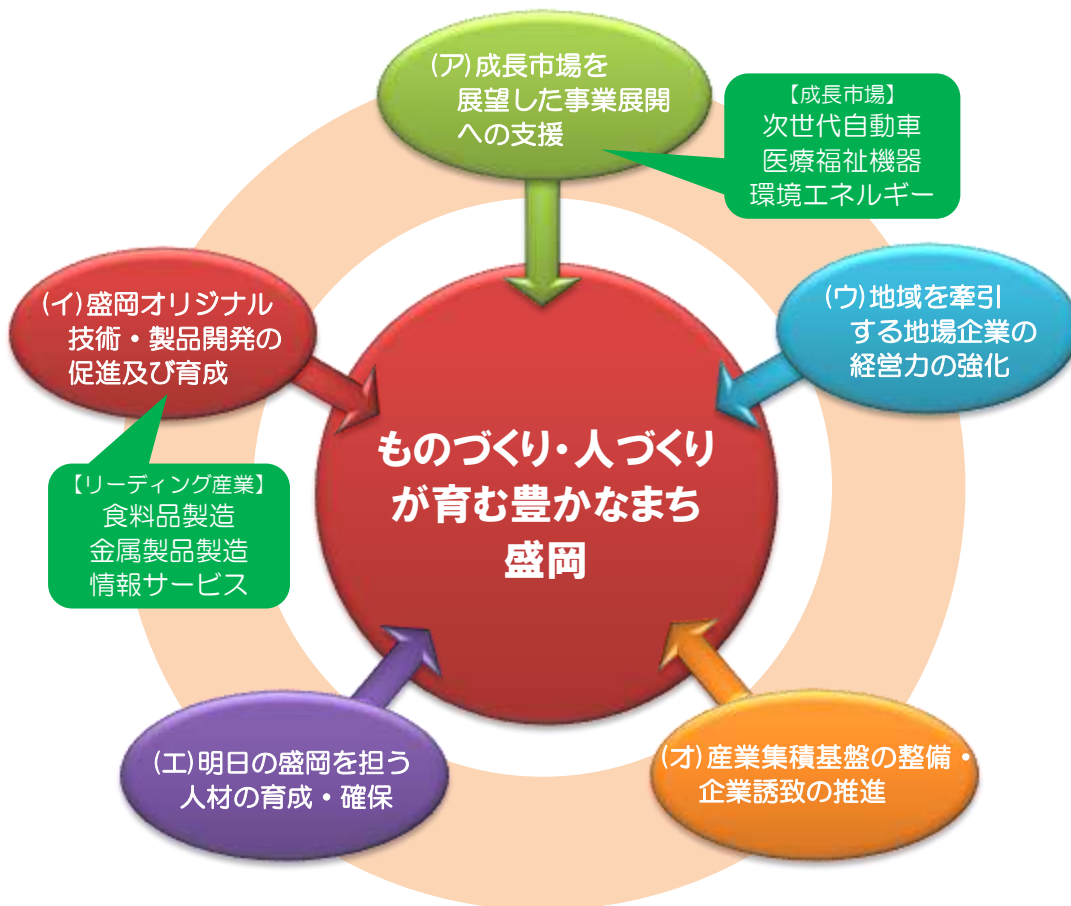 (ア)成長市場を
展望した事業展開
への支援
【成長市場】
次世代自動車
医療福祉機器
環境エネルギー
(イ)盛岡オリジナル
技術・製品開発の
促進及び育成
(ウ)地域を牽引
する地場企業の
経営力の強化
ものづくり・人づくり
が育む豊かなまち
盛岡
【リーディング産業】
食料品製造
金属製品製造
情報サービス
(エ)明日の盛岡を担う
人材の育成・確保
(オ)産業集積基盤の整備・
企業誘致の推進